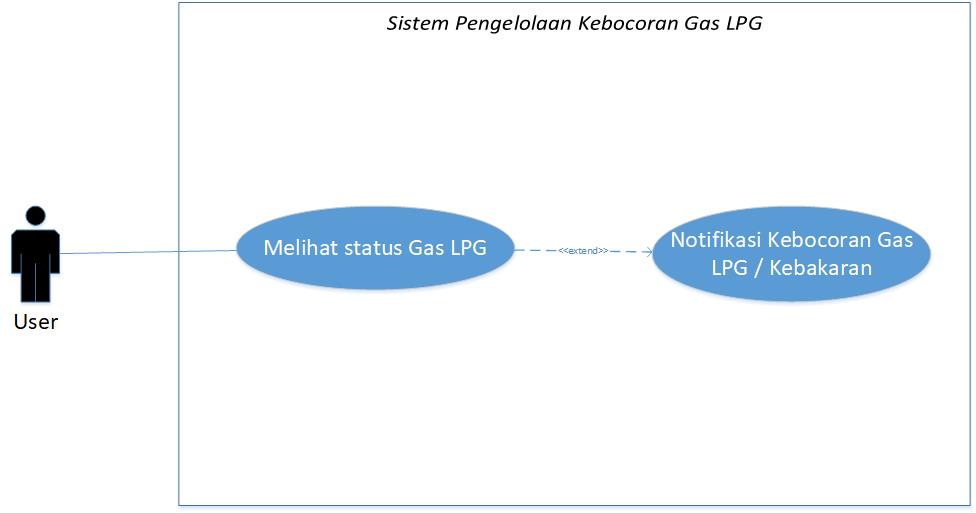 Sistem Pengelolaan Kebocoran Gas LPG
Melihat status Gas LPG
<<extend>>
Notifikasi Kebocoran Gas
LPG / Kebakaran
User